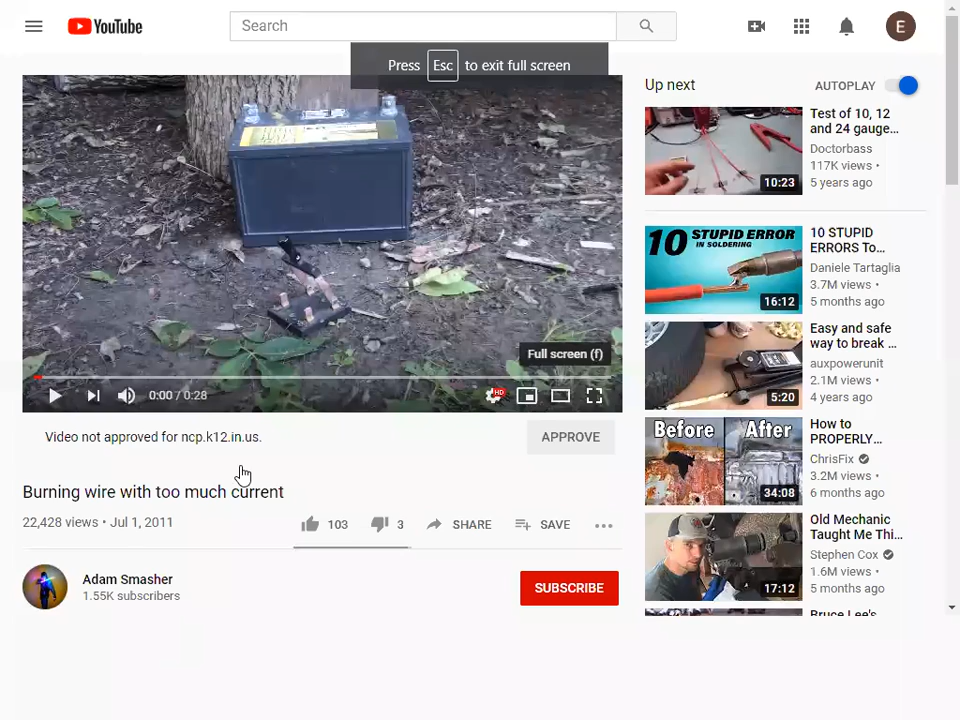 YouTube
Search
E
Press Esc to exit full screen
Full screen (f)
0:00 / 0:28
HD
Video not approved for ncp.k12.in.us.
APPROVE
Burning wire with too much current
22,428 views • Jul 1, 2011
103
3
SHARE
SAVE
Adam Smasher
1.55K subscribers
SUBSCRIBE
Up next
AUTOPLAY
10:23
Test of 10, 12
and 24 gauge...
Doctorbass
117K views •
5 years ago
10 STUPID ERROR
IN SOLDERING
16:12
10 STUPID
ERRORS To...
Daniele Tartaglia
3.7M views •
5 months ago
5:20
Easy and safe
way to break ...
auxpowerunit
2.1M views •
4 years ago
Before After
34:08
How to
PROPERLY...
ChrisFix
3.2M views •
6 months ago
17:12
Old Mechanic
Taught Me Thi...
Stephen Cox
1.6M views •
5 months ago
Bruce Lee's